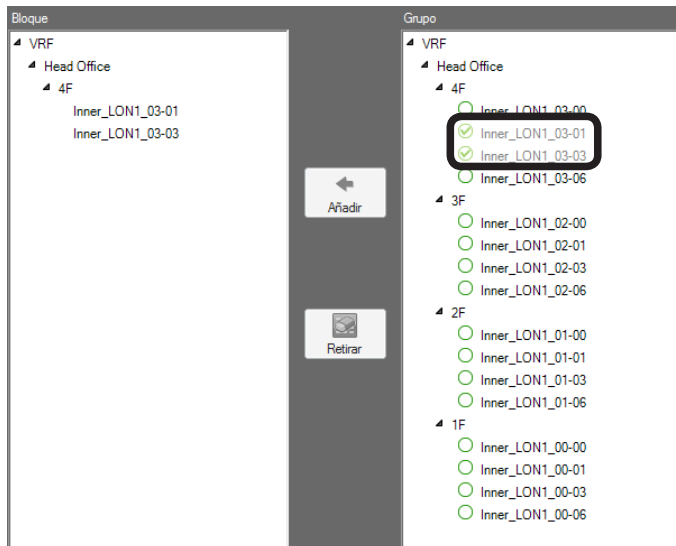 Bloque
VRF
Head Office
4F
Inner_LON1_03-01
Inner_LON1_03-03
Añadir
Retirar
Grupo
VRF
Head Office
4F
Inner_LON1_03-00
Inner_LON1_03-01
Inner_LON1_03-03
Inner_LON1_03-06
3F
Inner_LON1_02-00
Inner_LON1_02-01
Inner_LON1_02-03
Inner_LON1_02-06
2F
Inner_LON1_01-00
Inner_LON1_01-01
Inner_LON1_01-03
Inner_LON1_01-06
1F
Inner_LON1_00-00
Inner_LON1_00-01
Inner_LON1_00-03
Inner_LON1_00-06